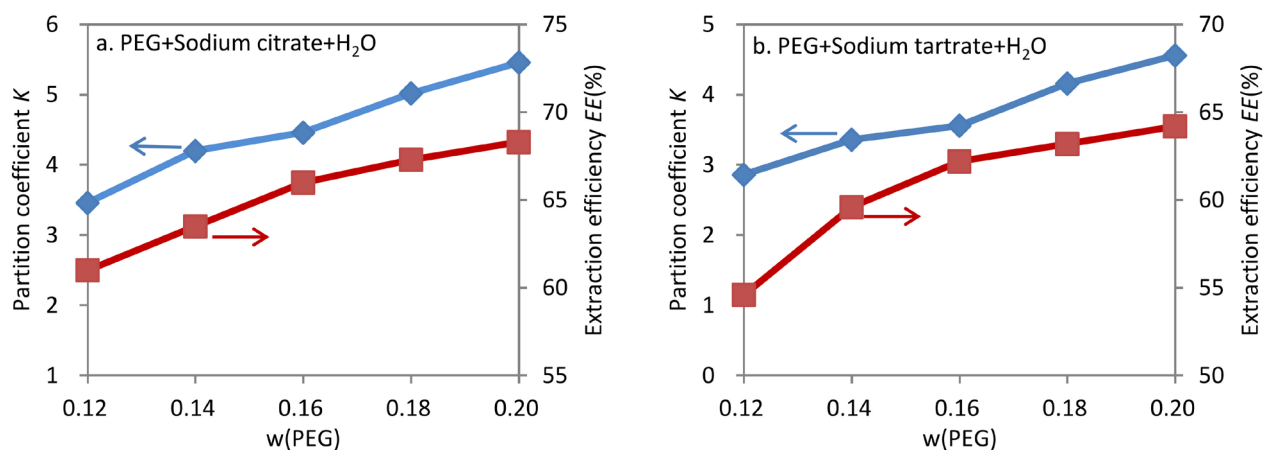 a. PEG+Sodium citrate+H₂O
Partition coefficient K
6
5
4
3
2
1
75
70
65
60
55
Extraction efficiency EE(%)
0.12 0.14 0.16 0.18 0.20
w(PEG)
b. PEG+Sodium tartrate+H₂O
Partition coefficient K
5
4
3
2
1
0
70
65
60
55
50
Extraction efficiency EE(%)
0.12 0.14 0.16 0.18 0.20
w(PEG)